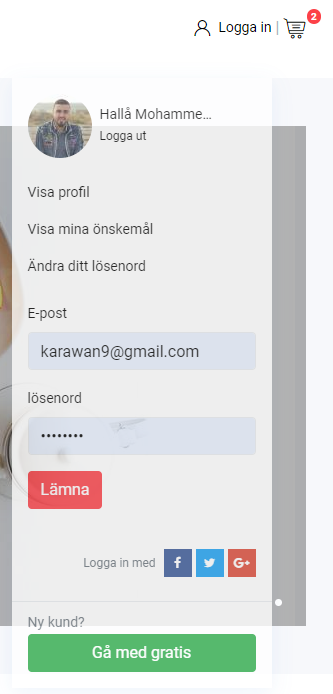 Logga in |
2
Hallå Mohamme...
Logga ut
Visa profil
Visa mina önskemål
Ändra ditt lösenord
E-post
karawan9@gmail.com
lösenord
••••••••
Lämna
Logga in med
f
G+
Ny kund?
Gå med gratis